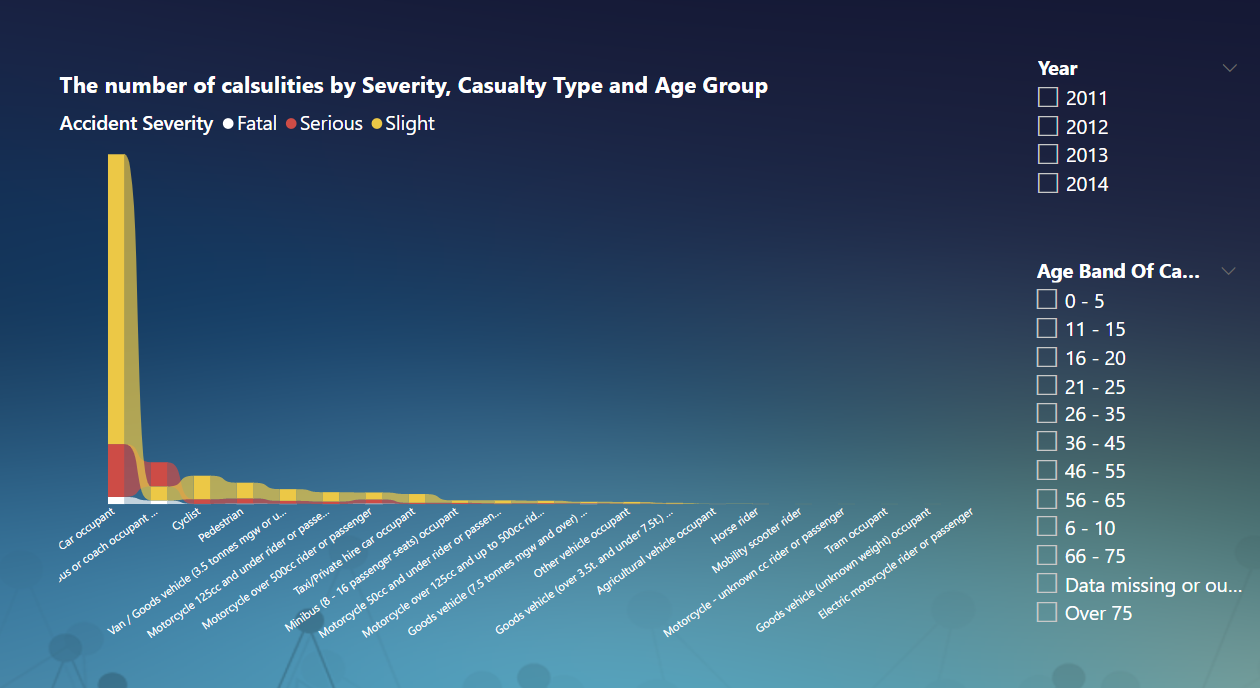 The number of calsulities by Severity, Casualty Type and Age Group
Accident Severity Fatal Serious Slight
Car occupant
us or coach occupant ...
Cyclist
Pedestrian
Van / Goods vehicle (3.5 tonnes mgw or u...
Motorcycle 125cc and under rider or passe...
Motorcycle over 500cc rider or passenger
Taxi/Private hire car occupant
Minibus (8 - 16 passenger seats) occupant
Motorcycle 50cc and under rider or passen...
Motorcycle over 125cc and up to 500cc rid...
Goods vehicle (7.5 tonnes mgw and over) ...
Other vehicle occupant
Goods vehicle (over 3.5t. and under 7.5t.) ...
Agricultural vehicle occupant
Horse rider
Mobility scooter rider
Motorcycle - unknown cc rider or passenger
Tram occupant
Goods vehicle (unknown weight) occupant
Electric motorcycle rider or passenger
Year
2011
2012
2013
2014
Age Band Of Ca...
0 - 5
11 - 15
16 - 20
21 - 25
26 - 35
36 - 45
46 - 55
56 - 65
6 - 10
66 - 75
Data missing or ou...
Over 75